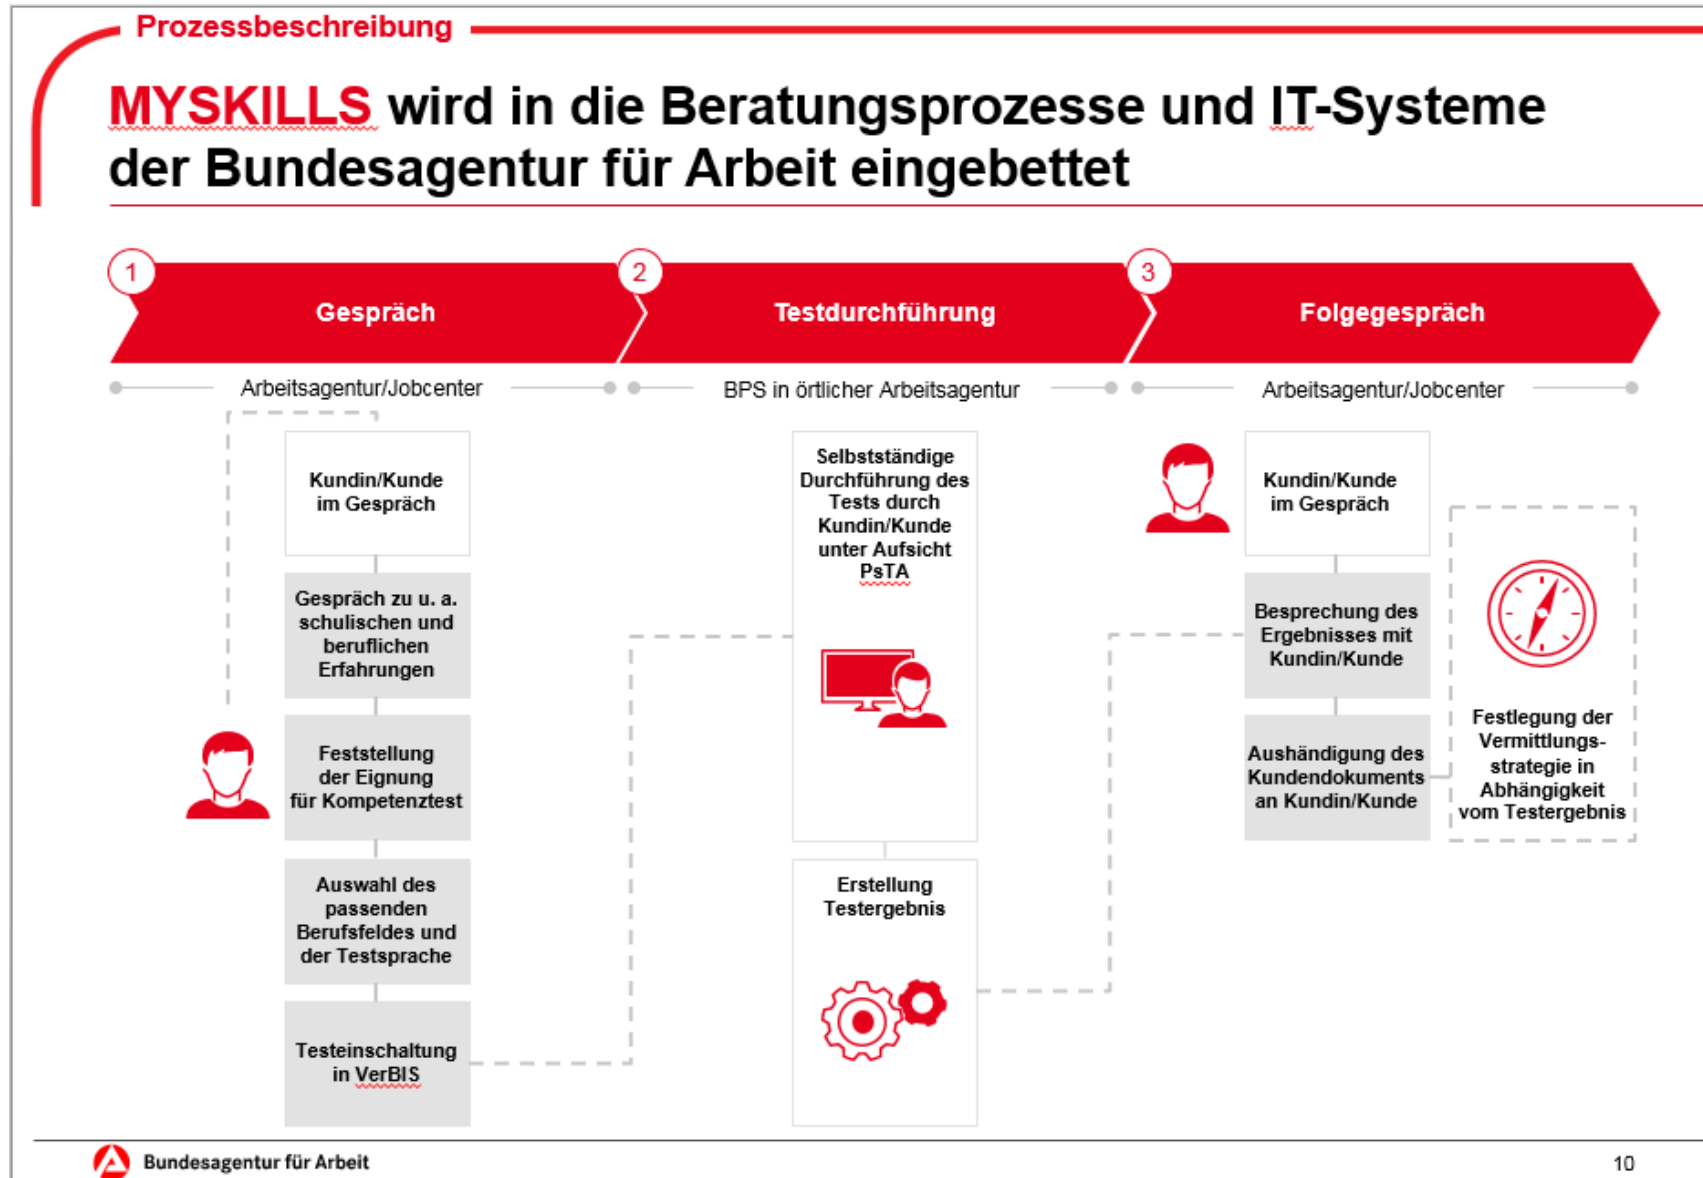 Prozessbeschreibung
MYSKILLS wird in die Beratungsprozesse und IT-Systeme
der Bundesagentur für Arbeit eingebettet
1
Gespräch
2
Testdurchführung
3
Folgegespräch
Arbeitsagentur/Jobcenter
BPS in örtlicher Arbeitsagentur
Arbeitsagentur/Jobcenter
Kundin/Kunde
im Gespräch
Gespräch zu u. a.
schulischen und
beruflichen
Erfahrungen
Feststellung
der Eignung
für Kompetenztest
Auswahl des
passenden
Berufsfeldes und
der Testsprache
Testeinschaltung
in VerBIS
Selbstständige
Durchführung des
Tests durch
Kundin/Kunde
unter Aufsicht
PsTA
Erstellung
Testergebnis
Kundin/Kunde
im Gespräch
Besprechung des
Ergebnisses mit
Kundin/Kunde
Aushändigung des
Kundendokuments
an Kundin/Kunde
Festlegung der
Vermittlungs-
strategie in
Abhängigkeit
vom Testergebnis
Bundesagentur für Arbeit
10